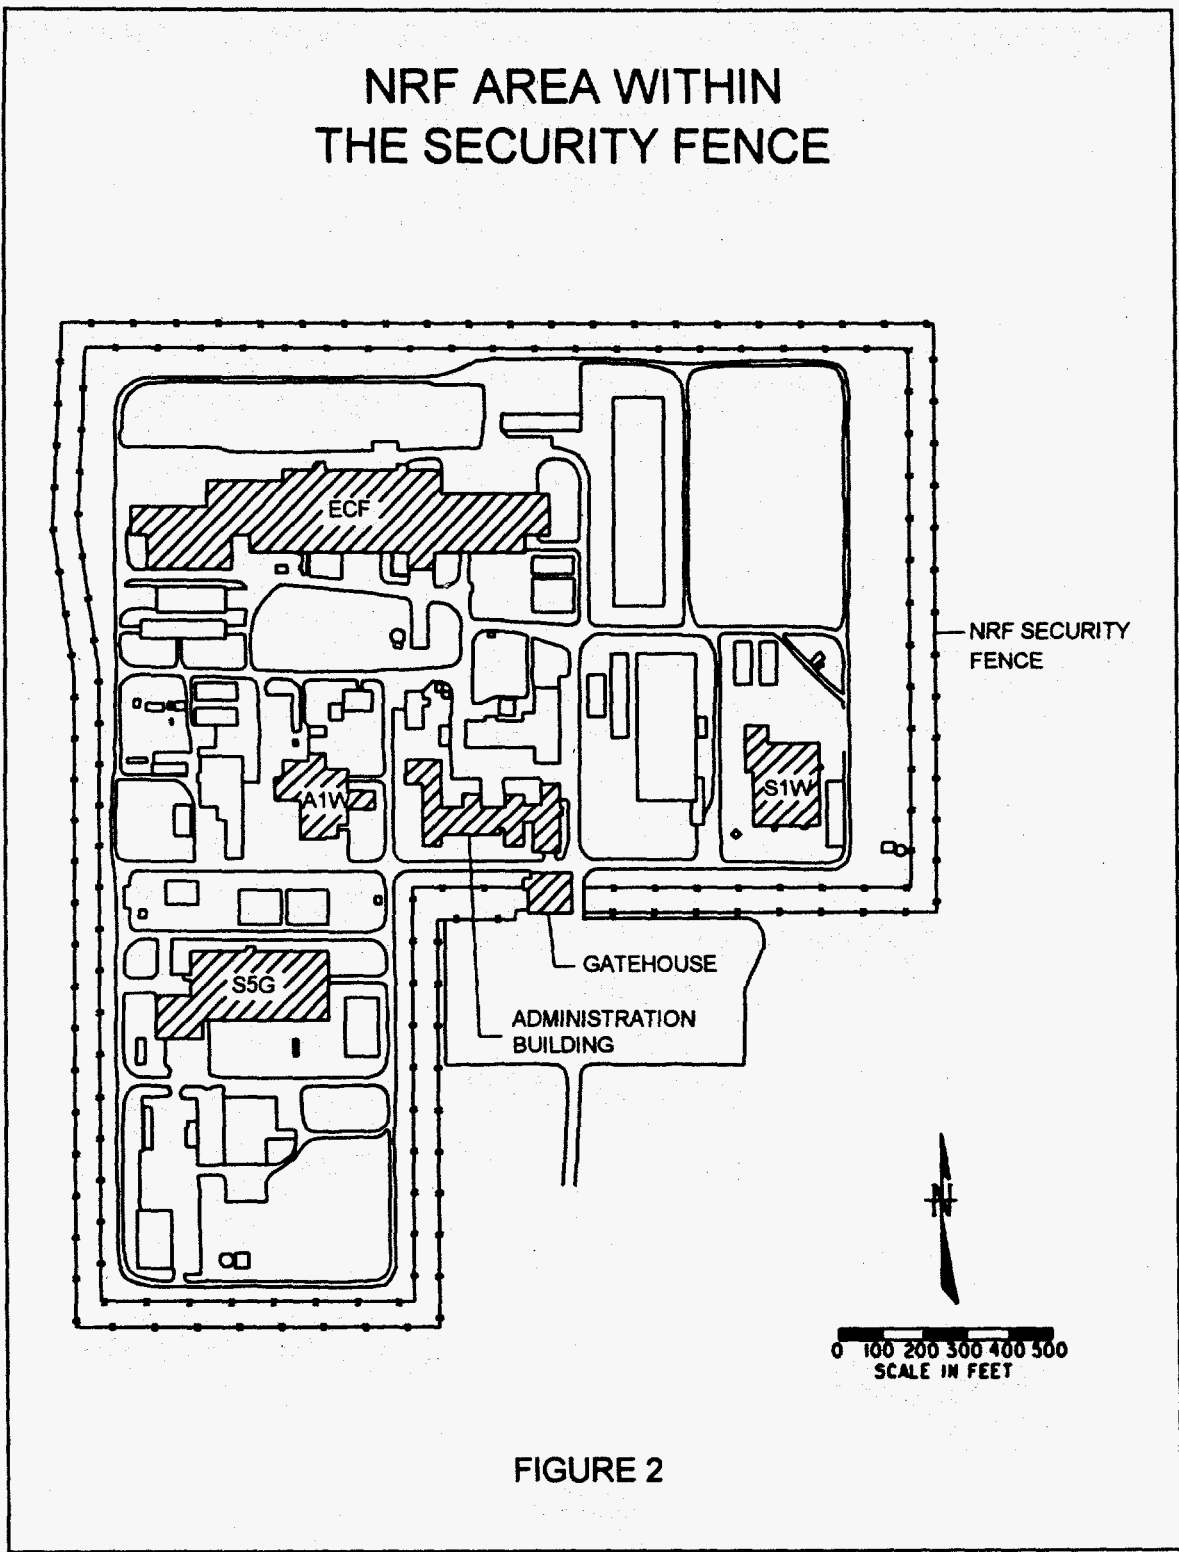 NRF AREA WITHIN
THE SECURITY FENCE
ECF
NRF SECURITY
FENCE
A1W
S1W
GATEHOUSE
S5G
ADMINISTRATION
BUILDING
N
0 100 200 300 400 500
SCALE IN FEET
FIGURE 2